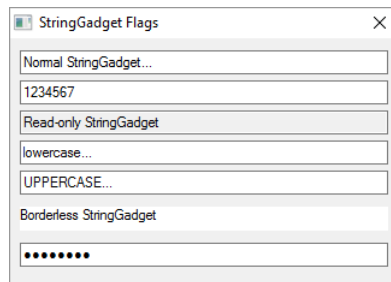 StringGadget Flags
Normal StringGadget...
1234567
Read-only StringGadget
lowercase...
UPPERCASE...
Borderless StringGadget
●●●●●●●●